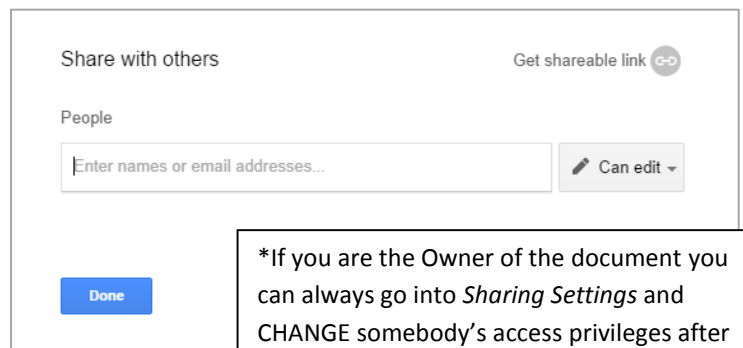 Share with others
Get shareable link
People
Enter names or email addresses...
Can edit
*If you are the Owner of the document you
can always go into Sharing Settings and
CHANGE somebody's access privileges after
Done